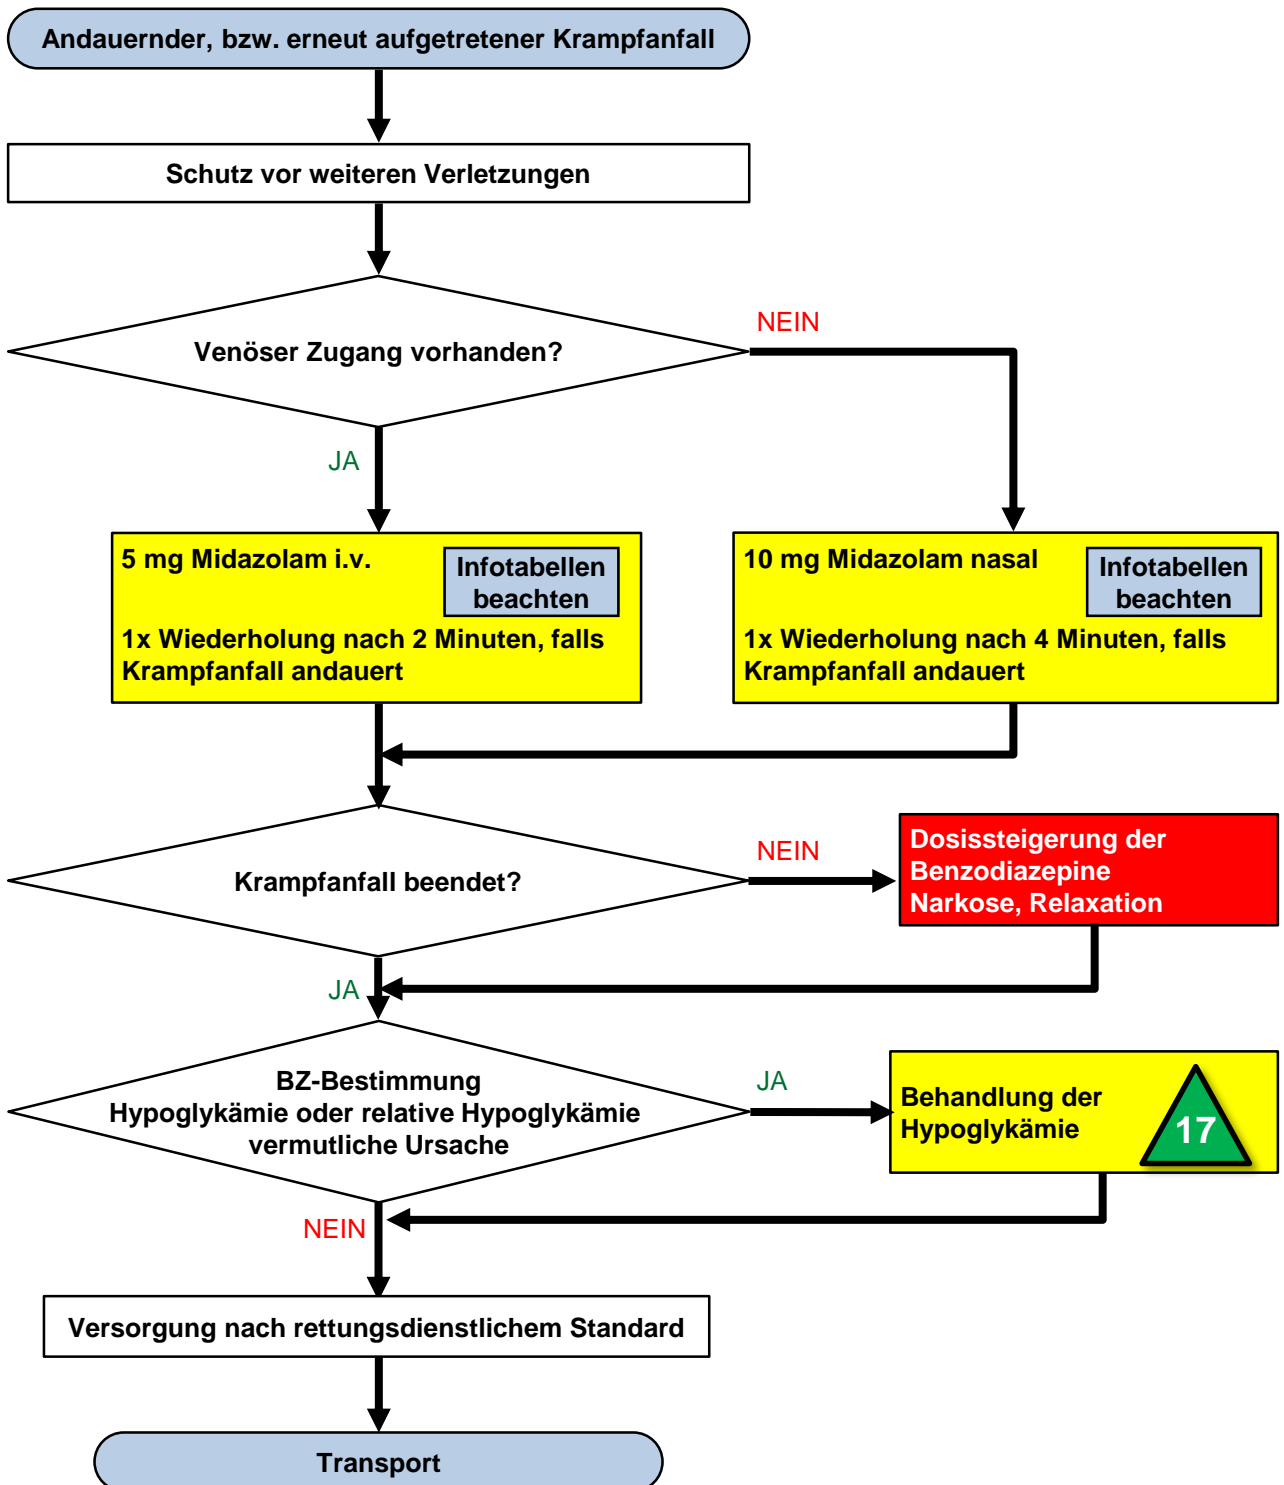 Andauernder, bzw. erneut aufgetretener Krampfanfall
Schutz vor weiteren Verletzungen
Venöser Zugang vorhanden?
NEIN
JA
5 mg Midazolam i.v.
Infotabellen
beachten
1x Wiederholung nach 2 Minuten, falls
Krampfanfall andauert
10 mg Midazolam nasal
Infotabellen
beachten
1x Wiederholung nach 4 Minuten, falls
Krampfanfall andauert
Krampfanfall beendet?
NEIN
Dosissteigerung der
Benzodiazepine
Narkose, Relaxation
JA
BZ-Bestimmung
Hypoglykämie oder relative Hypoglykämie
vermutliche Ursache
JA
Behandlung der
Hypoglykämie
17
NEIN
Versorgung nach rettungsdienstlichem Standard
Transport